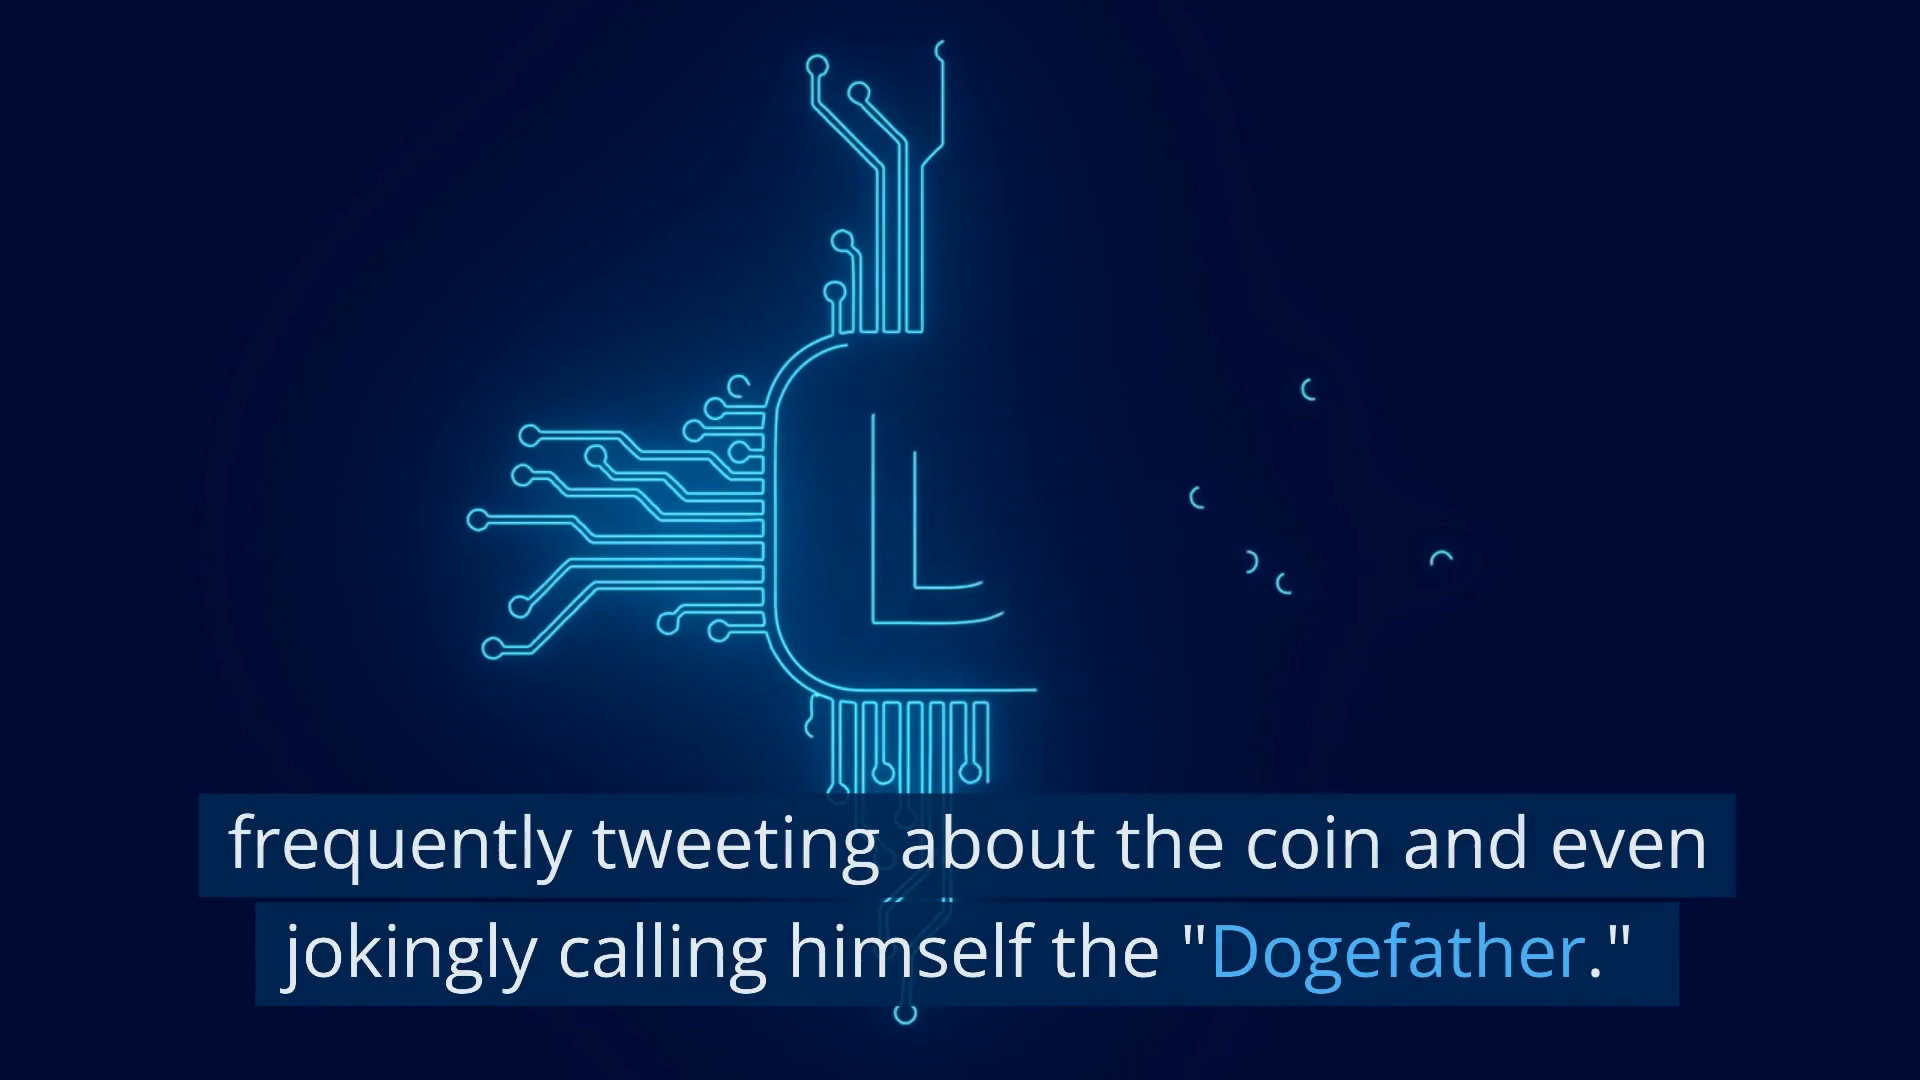 frequently tweeting about the coin and even
jokingly calling himself the "Dogefather."